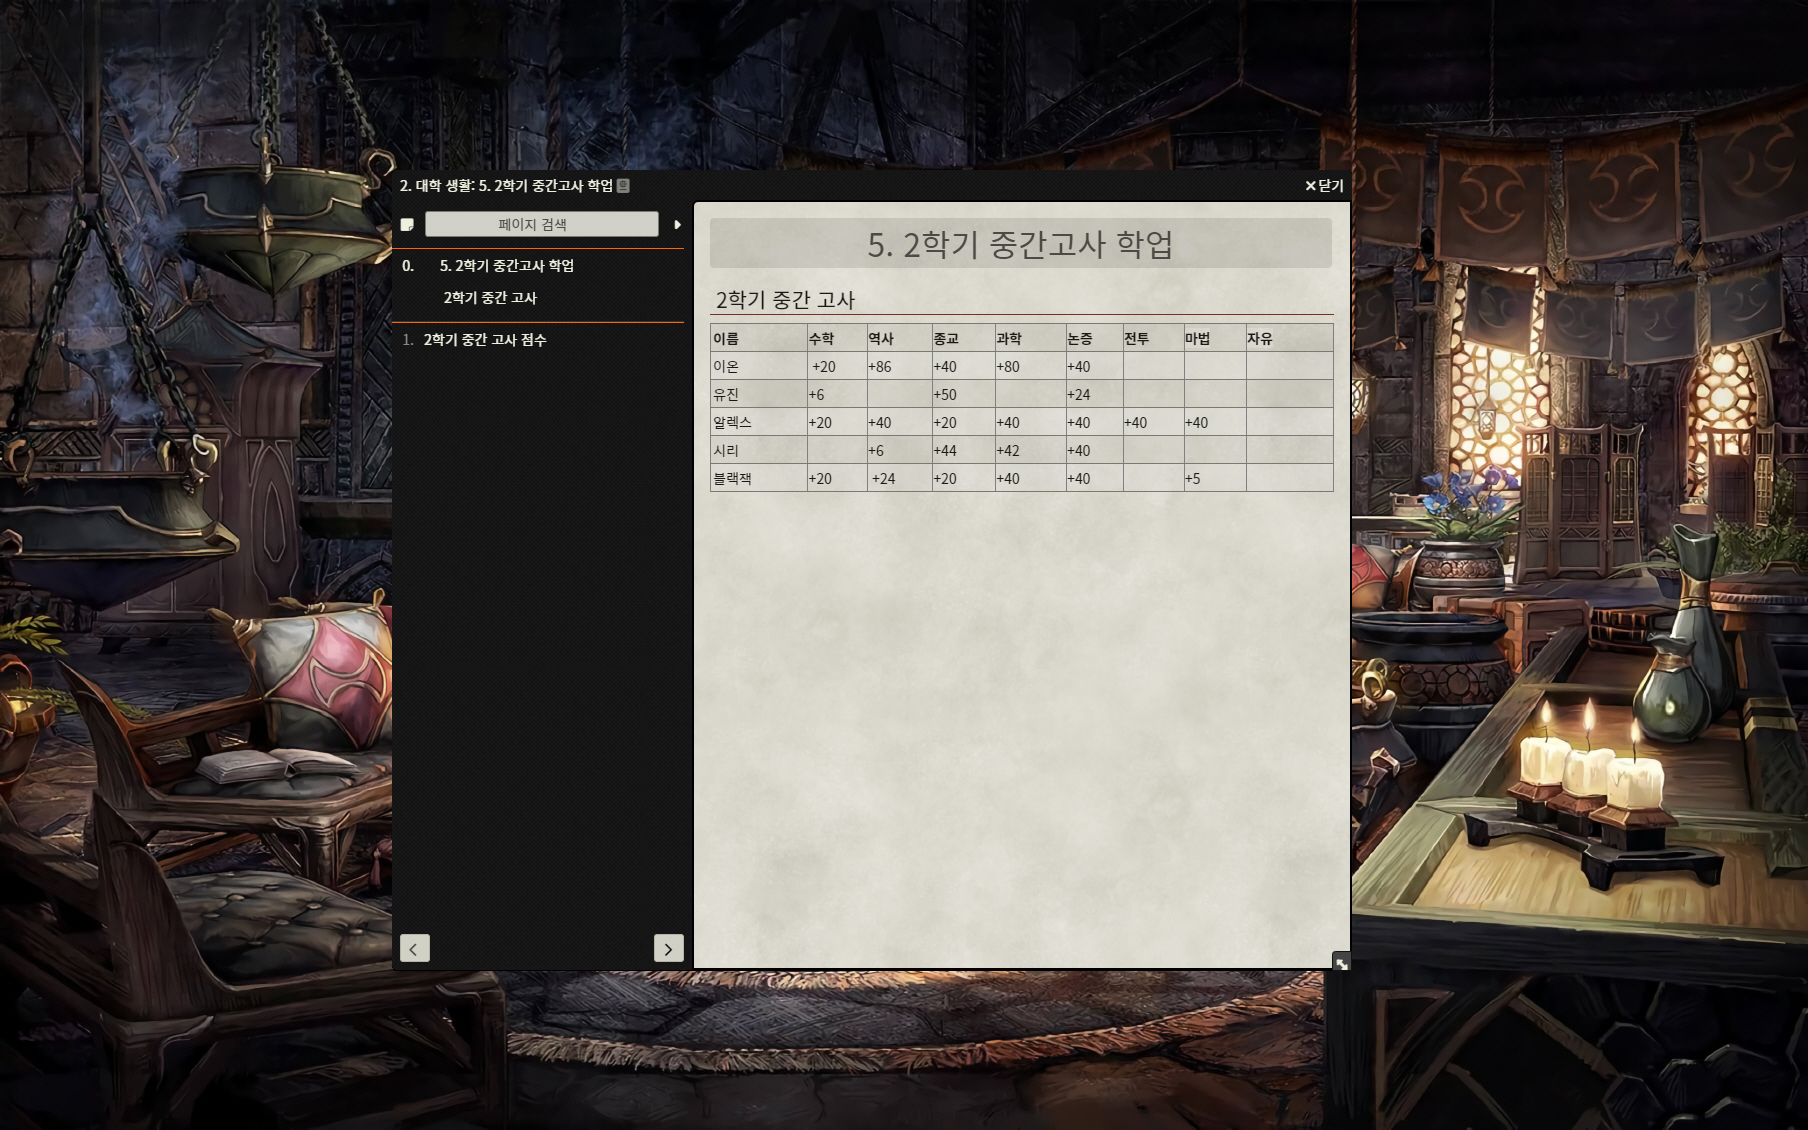 2. 대학 생활: 5. 2학기 중간고사 학업
닫기
페이지 검색
0. 5. 2학기 중간고사 학업
2학기 중간 고사
1. 2학기 중간 고사 점수
5. 2학기 중간고사 학업
2학기 중간 고사
이름 수학 역사 종교 과학 논증 전투 마법 자유
이온 +20 +86 +40 +80 +40
유진 +6 +50 +24
알렉스 +20 +40 +20 +40 +40 +40 +40
시리 +6 +44 +42 +40
블랙잭 +20 +24 +20 +40 +40 +5